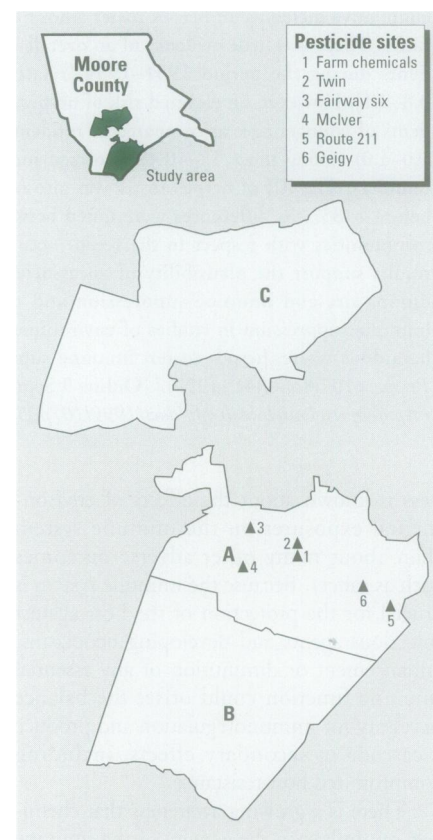 Moore
County
Study area
Pesticide sites
1 Farm chemicals
2 Twin
3 Fairway six
4 McIver
5 Route 211
6 Geigy
C
3
2
A
1
4
6
5
B